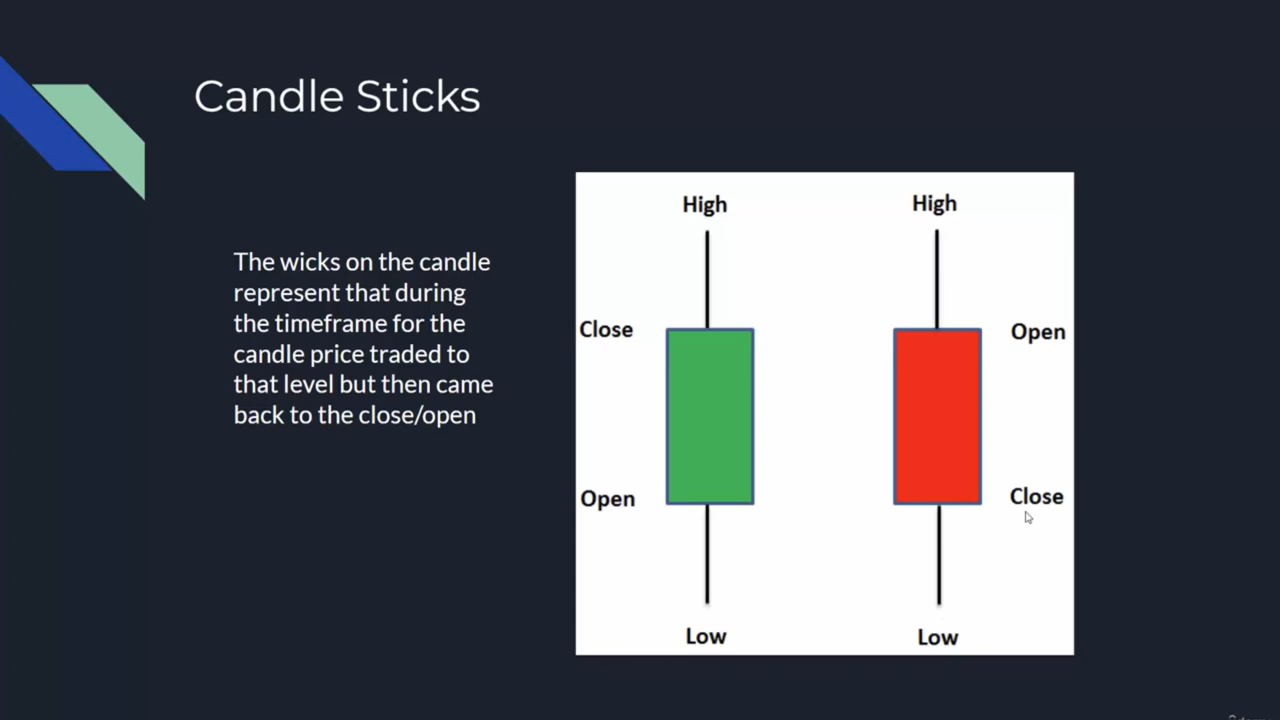 Candle Sticks
The wicks on the candle
represent that during
the timeframe for the
candle price traded to
that level but then came
back to the close/open
High
High
Close
Open
Open
Close
Low
Low